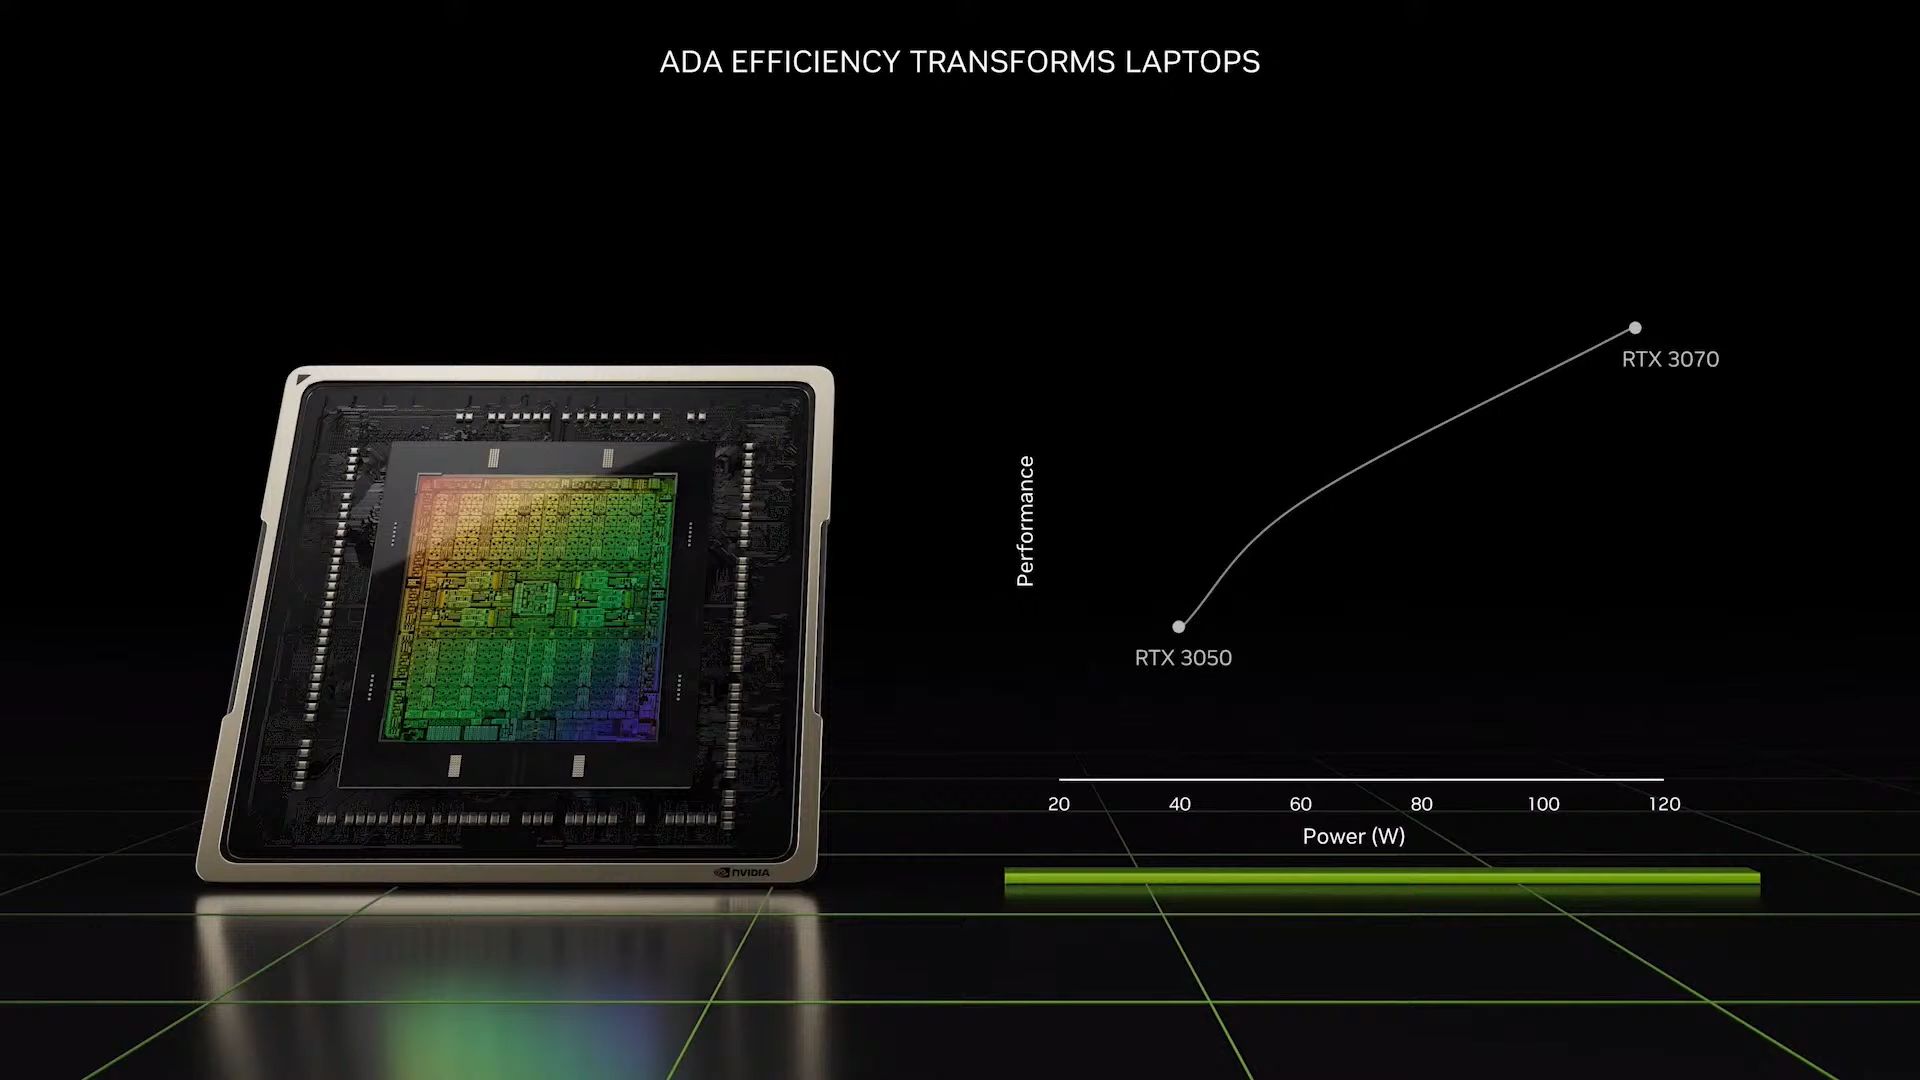 ADA EFFICIENCY TRANSFORMS LAPTOPS
NVIDIA
Performance
RTX 3070
RTX 3050
20 40 60 80 100 120
Power (W)